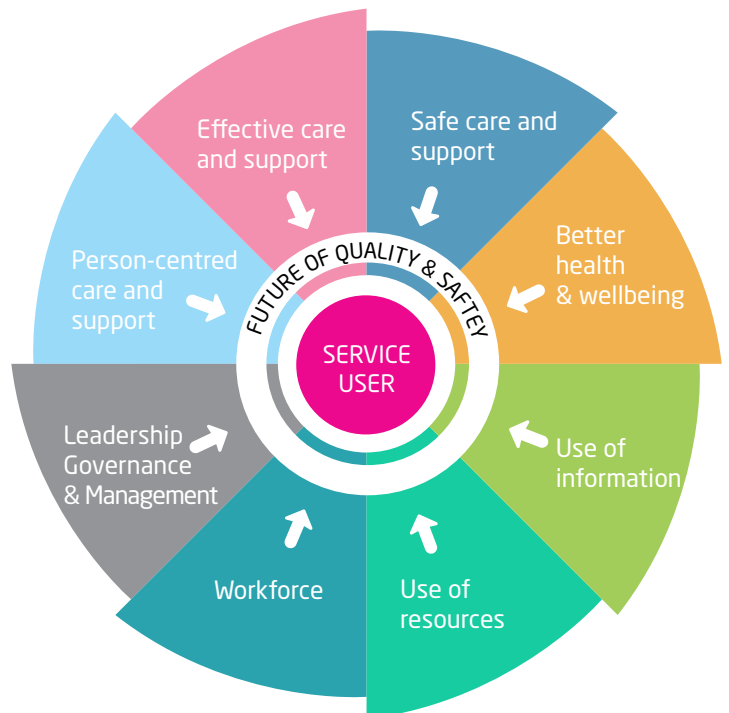 Effective care
and support
Safe care and
support
Person-centred
care and
support
Better
health
& wellbeing
FUTURE OF QUALITY & SAFTEY
SERVICE
USER
Leadership
Governance
& Management
Use of
information
Workforce
Use of
resources